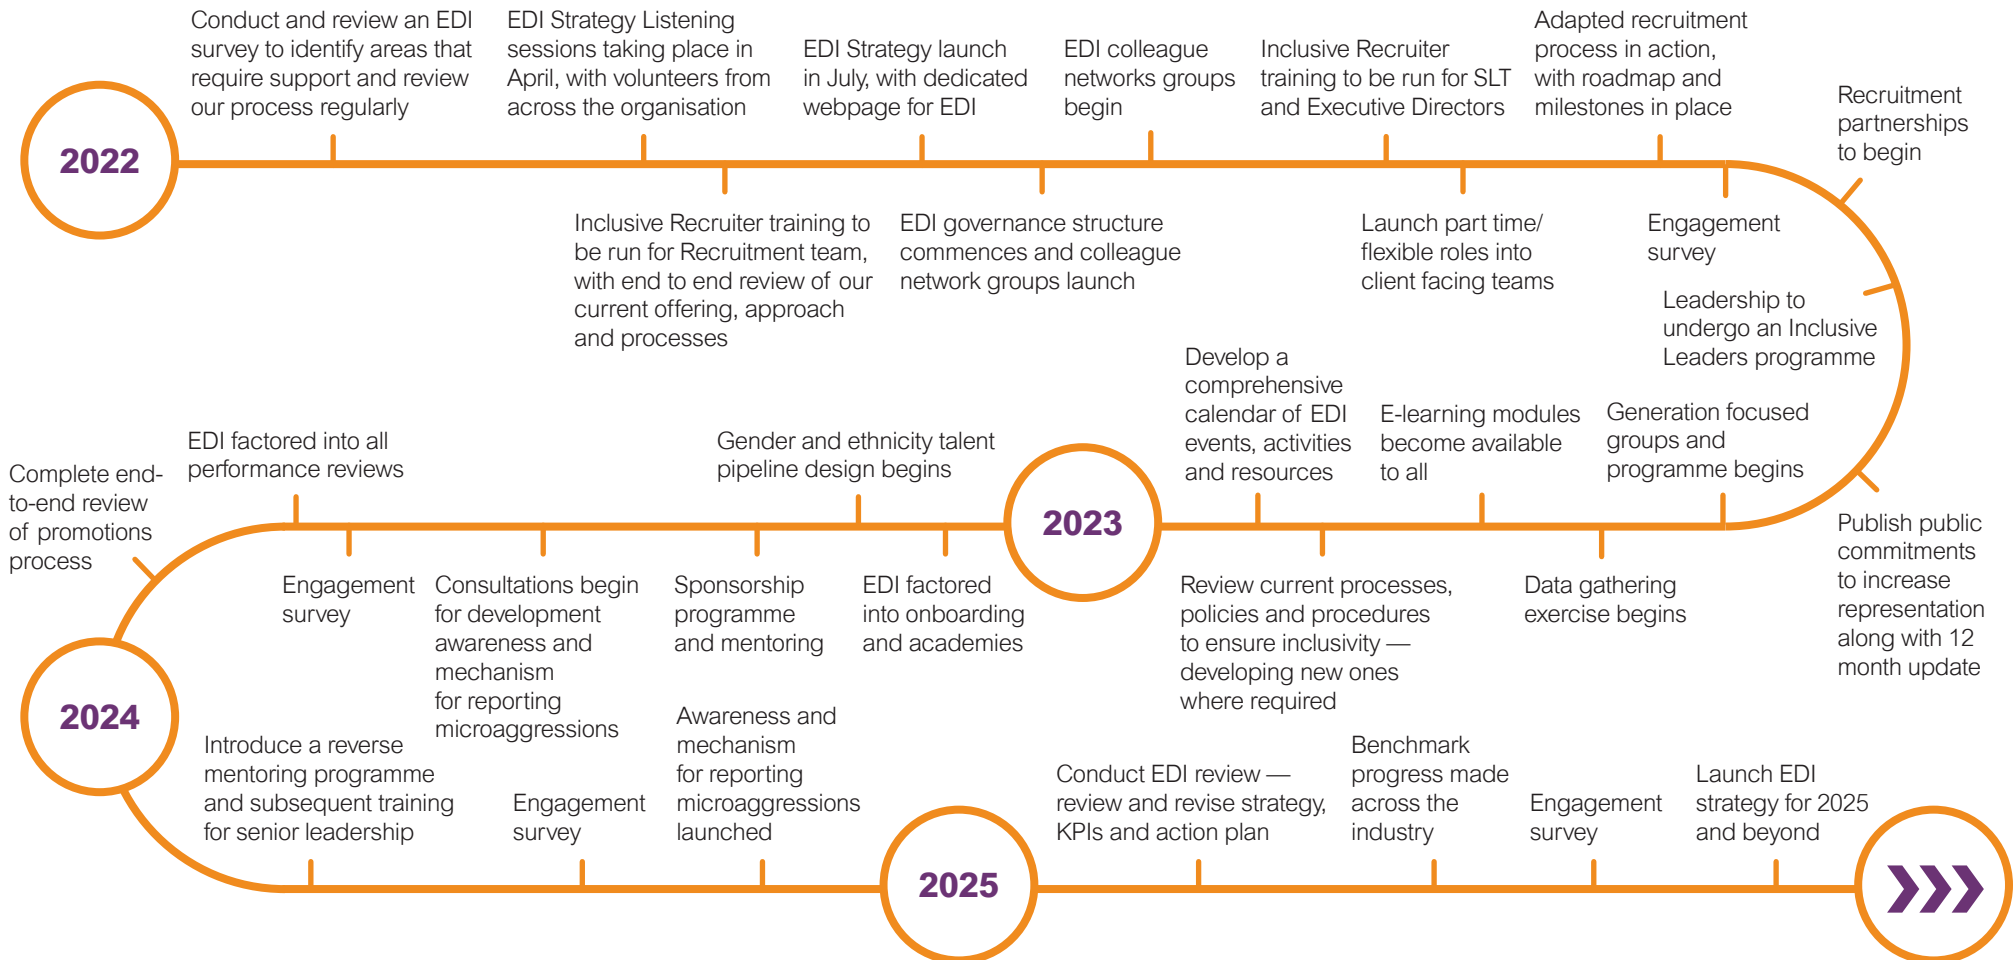 2022
Conduct and review an EDI
survey to identify areas that
require support and review
our process regularly
EDI Strategy Listening
sessions taking place in
April, with volunteers from
across the organisation
Inclusive Recruiter training to
be run for Recruitment team,
with end to end review of our
current offering, approach
and processes
EDI Strategy launch
in July, with dedicated
webpage for EDI
EDI governance structure
commences and colleague
network groups launch
EDI colleague
networks groups
begin
Inclusive Recruiter
training to be run for SLT
and Executive Directors
Launch part time/
flexible roles into
client facing teams
Adapted recruitment
process in action,
with roadmap and
milestones in place
Engagement
survey
Recruitment
partnerships
to begin
Leadership to
undergo an Inclusive
Leaders programme
Publish public
commitments
to increase
representation
along with 12
month update
Generation focused
groups and
programme begins
Data gathering
exercise begins
E-learning modules
become available
to all
Review current processes,
policies and procedures
to ensure inclusivity —
developing new ones
where required
Develop a
comprehensive
calendar of EDI
events, activities
and resources
2023
EDI factored
into onboarding
and academies
Gender and ethnicity talent
pipeline design begins
Sponsorship
programme
and mentoring
Consultations begin
for development
awareness and
mechanism
for reporting
microaggressions
Engagement
survey
EDI factored into all
performance reviews
Complete end-
to-end review
of promotions
process
2024
Introduce a reverse
mentoring programme
and subsequent training
for senior leadership
Engagement
survey
Awareness and
mechanism
for reporting
microaggressions
launched
2025
Conduct EDI review —
review and revise strategy,
KPIs and action plan
Benchmark
progress made
across the
industry
Engagement
survey
Launch EDI
strategy for 2025
and beyond